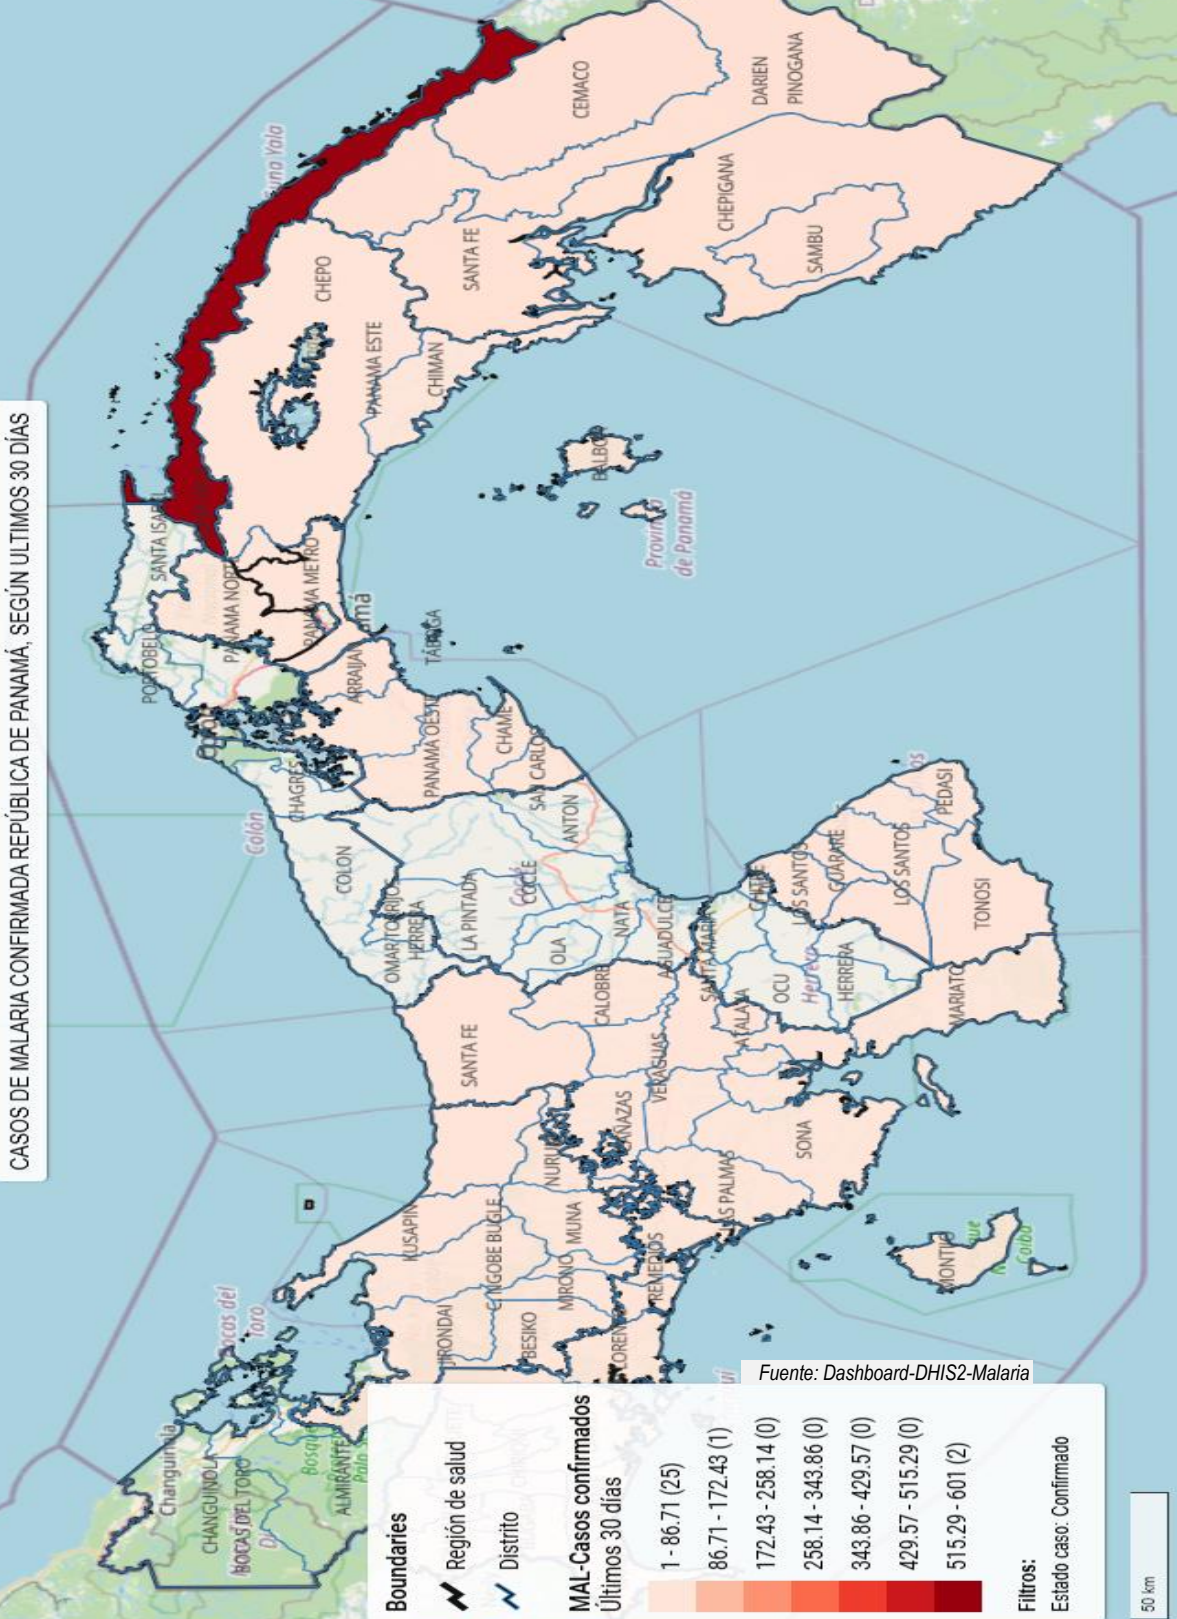 CASOS DE MALARIA CONFIRMADA REPÚBLICA DE PANAMÁ, SEGÚN ULTIMOS 30 DÍAS
Changuinola
CHANGUINOLA
BOCAS DEL TORO
ALMIRANTE
Bosque
Bocas del
Toro
KUSAPIN
JIRONDAI
BESIKO
MIRONO
MUNA
NURUM
REMEDIOS
LAS PALMAS
SONA
CAÑAZAS
VERAGUAS
SANTA FE
CALOBRE
ATALAYA
MARIATO
MONTIJO
Coiba
Colón
COLON
CHAGRES
OMAR TORRIJOS
HERRERA
LA PINTADA
COCLE
OLA
NATA
ANTON
AGUADULCE
SANTA MARIA
OCU
Herrera
HERRERA
CHITRE
LOS SANTOS
GUARARE
LOS SANTOS
PEDASI
TONOSI
PORTOBELO
SANTA ISABEL
PANAMA NORTE
PANAMA METRO
ARRAIJAN
PANAMA OESTE
CHAME
SAN CARLOS
TABOGA
BALBOA
Provincia
de Panamá
Guna Yala
CHEPO
PANAMA ESTE
CHIMAN
SANTA FE
CEMACO
DARIEN
PINOGANA
CHEPIGANA
SAMBU
Boundaries
Región de salud
Distrito
MAL-Casos confirmados
Últimos 30 días
1 - 86.71 (25)
86.71 - 172.43 (1)
172.43 - 258.14 (0)
258.14 - 343.86 (0)
343.86 - 429.57 (0)
429.57 - 515.29 (0)
515.29 - 601 (2)
Filtros:
Estado caso: Confirmado
50 km
Fuente: Dashboard-DHIS2-Malaria